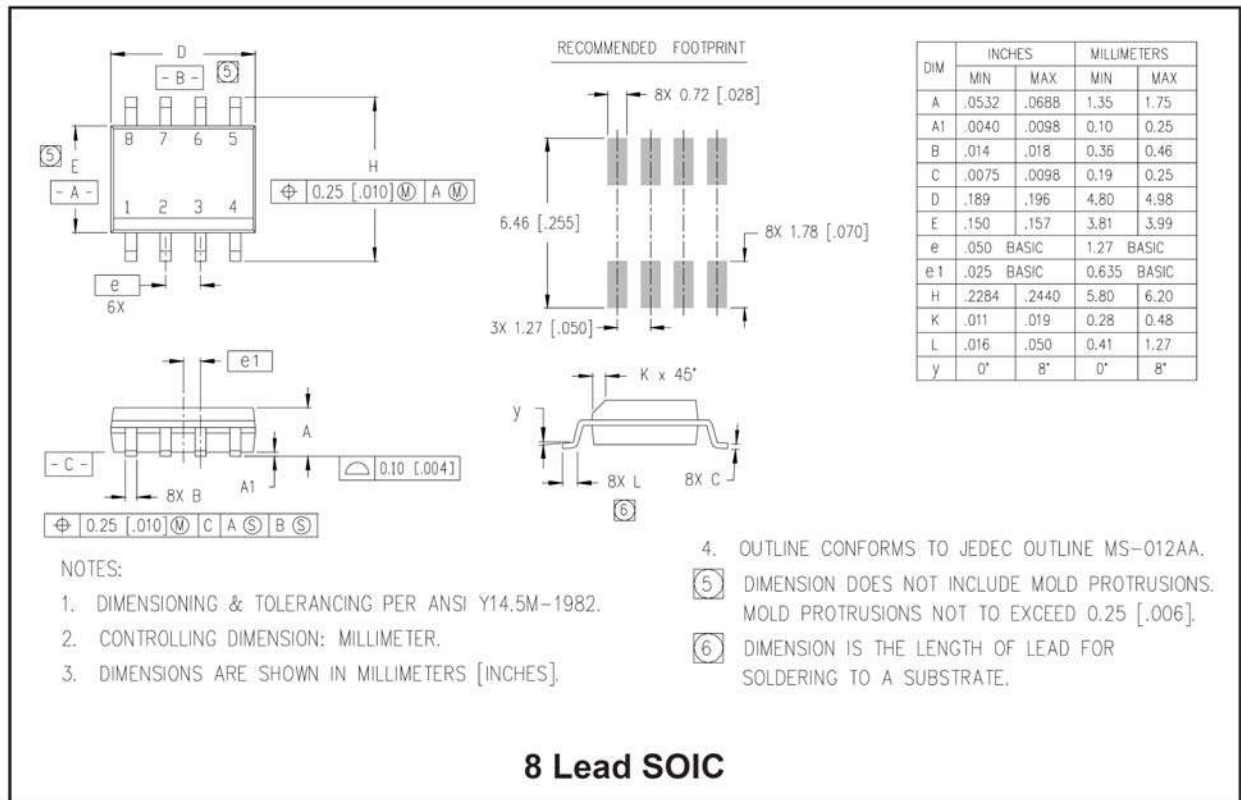 D
- B - 5
8 7 6 5
5 E
- A -
H
⌖ 0.25 [.010] Ⓜ A Ⓜ
1 2 3 4
e
6X
RECOMMENDED FOOTPRINT
8X 0.72 [.028]
6.46 [.255]
8X 1.78 [.070]
3X 1.27 [.050]
DIM INCHES MILLIMETERS
MIN MAX MIN MAX
A .0532 .0688 1.35 1.75
A1 .0040 .0098 0.10 0.25
B .014 .018 0.36 0.46
C .0075 .0098 0.19 0.25
D .189 .196 4.80 4.98
E .150 .157 3.81 3.99
e .050 BASIC 1.27 BASIC
e1 .025 BASIC 0.635 BASIC
H .2284 .2440 5.80 6.20
K .011 .019 0.28 0.48
L .016 .050 0.41 1.27
y 0° 8° 0° 8°
e1
A
- C -
A1
8X B
⌓ 0.10 [.004]
⌖ 0.25 [.010] Ⓜ C A Ⓢ B Ⓢ
K x 45°
y
8X L
6
8X C
NOTES:
1. DIMENSIONING & TOLERANCING PER ANSI Y14.5M-1982.
2. CONTROLLING DIMENSION: MILLIMETER.
3. DIMENSIONS ARE SHOWN IN MILLIMETERS [INCHES].
4. OUTLINE CONFORMS TO JEDEC OUTLINE MS-012AA.
5 DIMENSION DOES NOT INCLUDE MOLD PROTRUSIONS.
MOLD PROTRUSIONS NOT TO EXCEED 0.25 [.006].
6 DIMENSION IS THE LENGTH OF LEAD FOR
SOLDERING TO A SUBSTRATE.
8 Lead SOIC